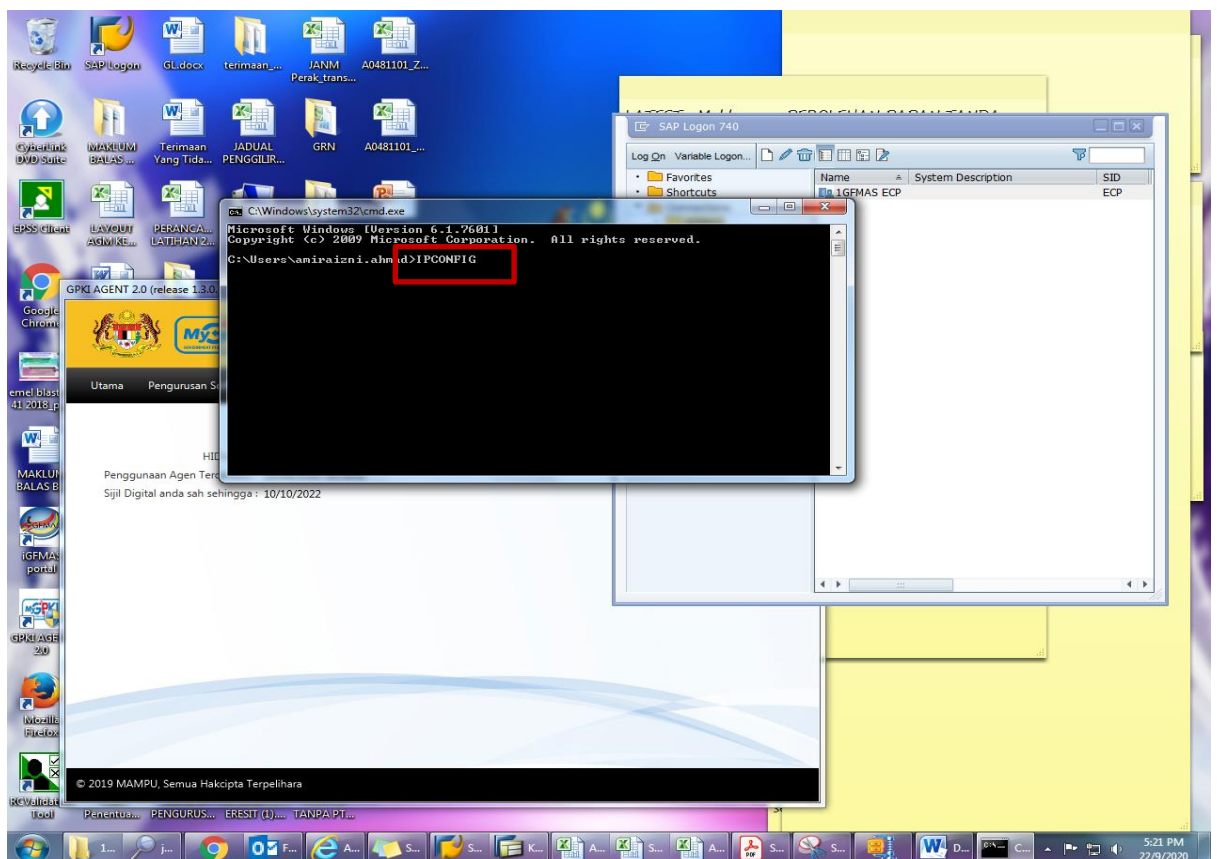 Recycle Bin
SAP Logon
GL.docx
terimaan_...
JANM
Perak_trans...
A0481101_Z...
CyberLink
DVD Suite
MAKLUM
BALAS ...
Terimaan
Yang Tida...
JADUAL
PENGGILIR...
GRN
A0481101_...
EPSS Client
LAYOUT
AGM KE...
PERANCA...
LATIHAN 2...
Google
Chrome
emel blast
41 2018_p
MAKLUM
BALAS B
iGFMAS
portal
GPKI AGE
2.0
Mozilla
Firefox
RCValidat
Tool
Penentua...
PENGURUS...
ERESIT (1)....
TANPA PT...
SAP Logon 740
Log On
Variable Logon...
Favorites
Shortcuts
Name
System Description
SID
1GFMAS ECP
ECP
C:\Windows\system32\cmd.exe
Microsoft Windows [Version 6.1.7601]
Copyright (c) 2009 Microsoft Corporation. All rights reserved.
C:\Users\amiraizni.ahmad>IPCONFIG
GPKI AGENT 2.0 (release 1.3.0.
Utama
Pengurusan S
HID
Penggunaan Agen Ter
Sijil Digital anda sah sehingga : 10/10/2022
© 2019 MAMPU, Semua Hakcipta Terpelihara
1...
j...
F...
A...
S...
S...
K...
A...
S...
A...
S...
S...
D...
C...
5:21 PM
22/9/2020